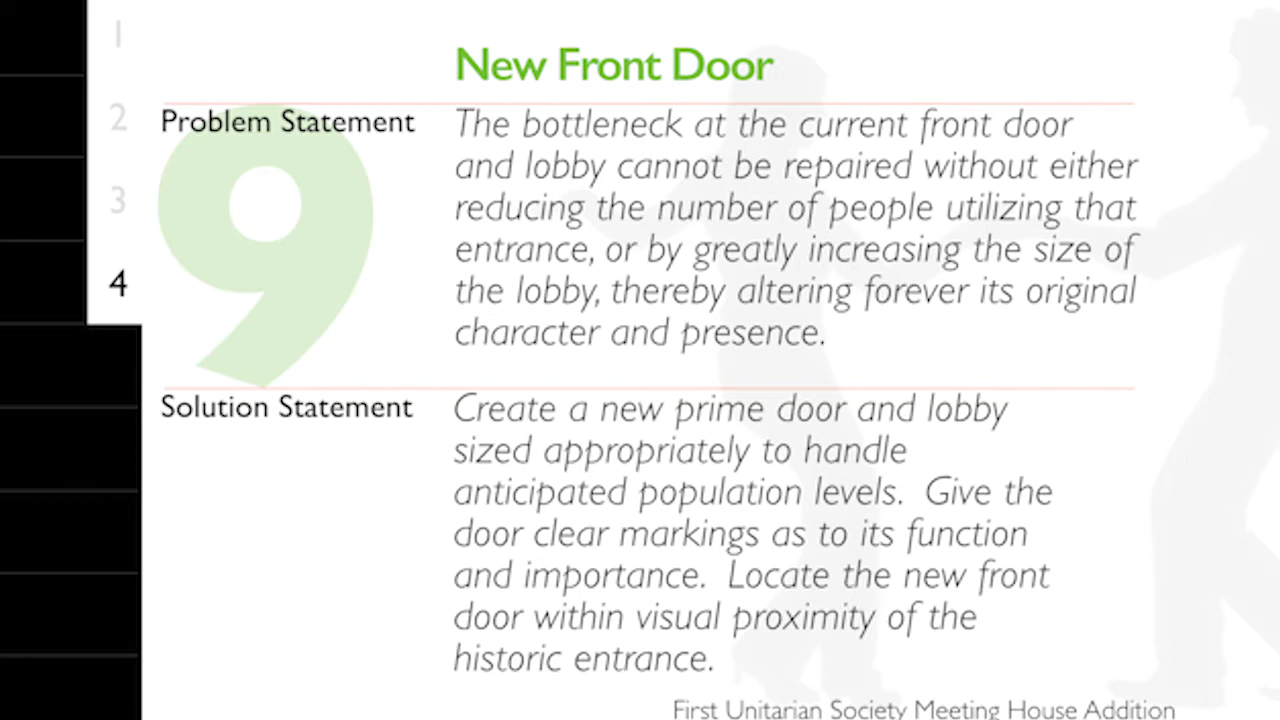 1
2
3
4
9
New Front Door
Problem Statement
The bottleneck at the current front door
and lobby cannot be repaired without either
reducing the number of people utilizing that
entrance, or by greatly increasing the size of
the lobby, thereby altering forever its original
character and presence.
Solution Statement
Create a new prime door and lobby
sized appropriately to handle
anticipated population levels.  Give the
door clear markings as to its function
and importance.  Locate the new front
door within visual proximity of the
historic entrance.
First Unitarian Society Meeting House Addition